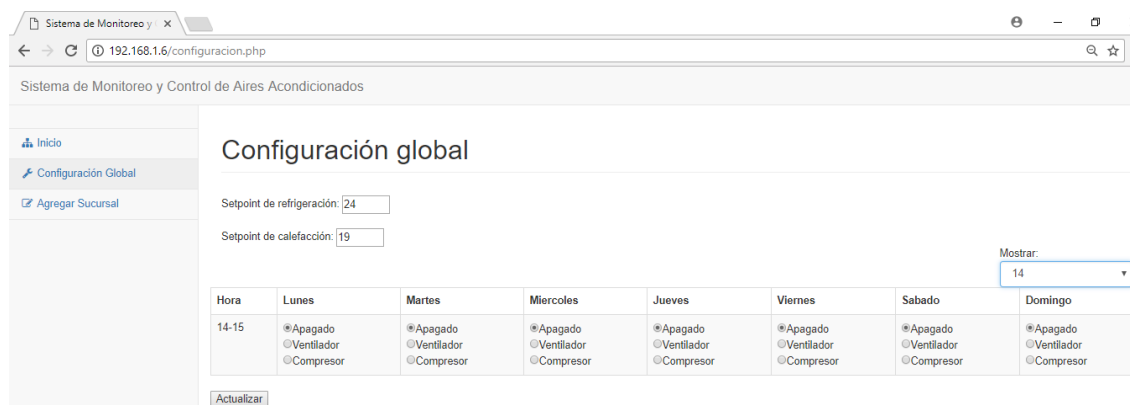 Sistema de Monitoreo y
192.168.1.6/configuracion.php
Sistema de Monitoreo y Control de Aires Acondicionados
Inicio
Configuración Global
Agregar Sucursal
Configuración global
Setpoint de refrigeración: 24
Setpoint de calefacción: 19
Mostrar:
14
Hora Lunes Martes Miercoles Jueves Viernes Sabado Domingo
14-15 Apagado Apagado Apagado Apagado Apagado Apagado Apagado
Ventilador Ventilador Ventilador Ventilador Ventilador Ventilador Ventilador
Compresor Compresor Compresor Compresor Compresor Compresor Compresor
Actualizar